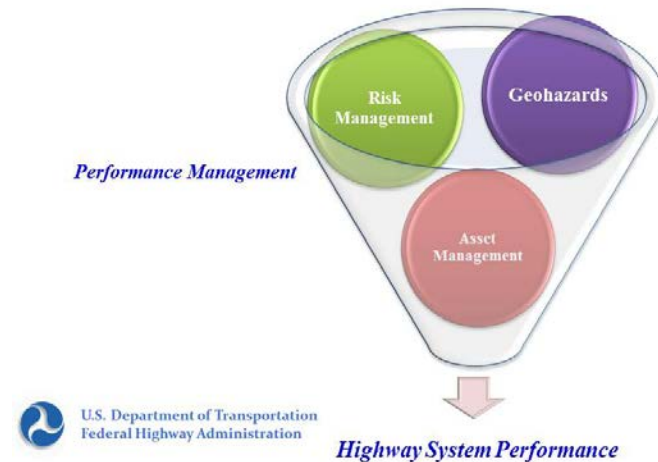 Risk
Management
Geohazards
Performance Management
Asset
Management
U.S. Department of Transportation
Federal Highway Administration
Highway System Performance